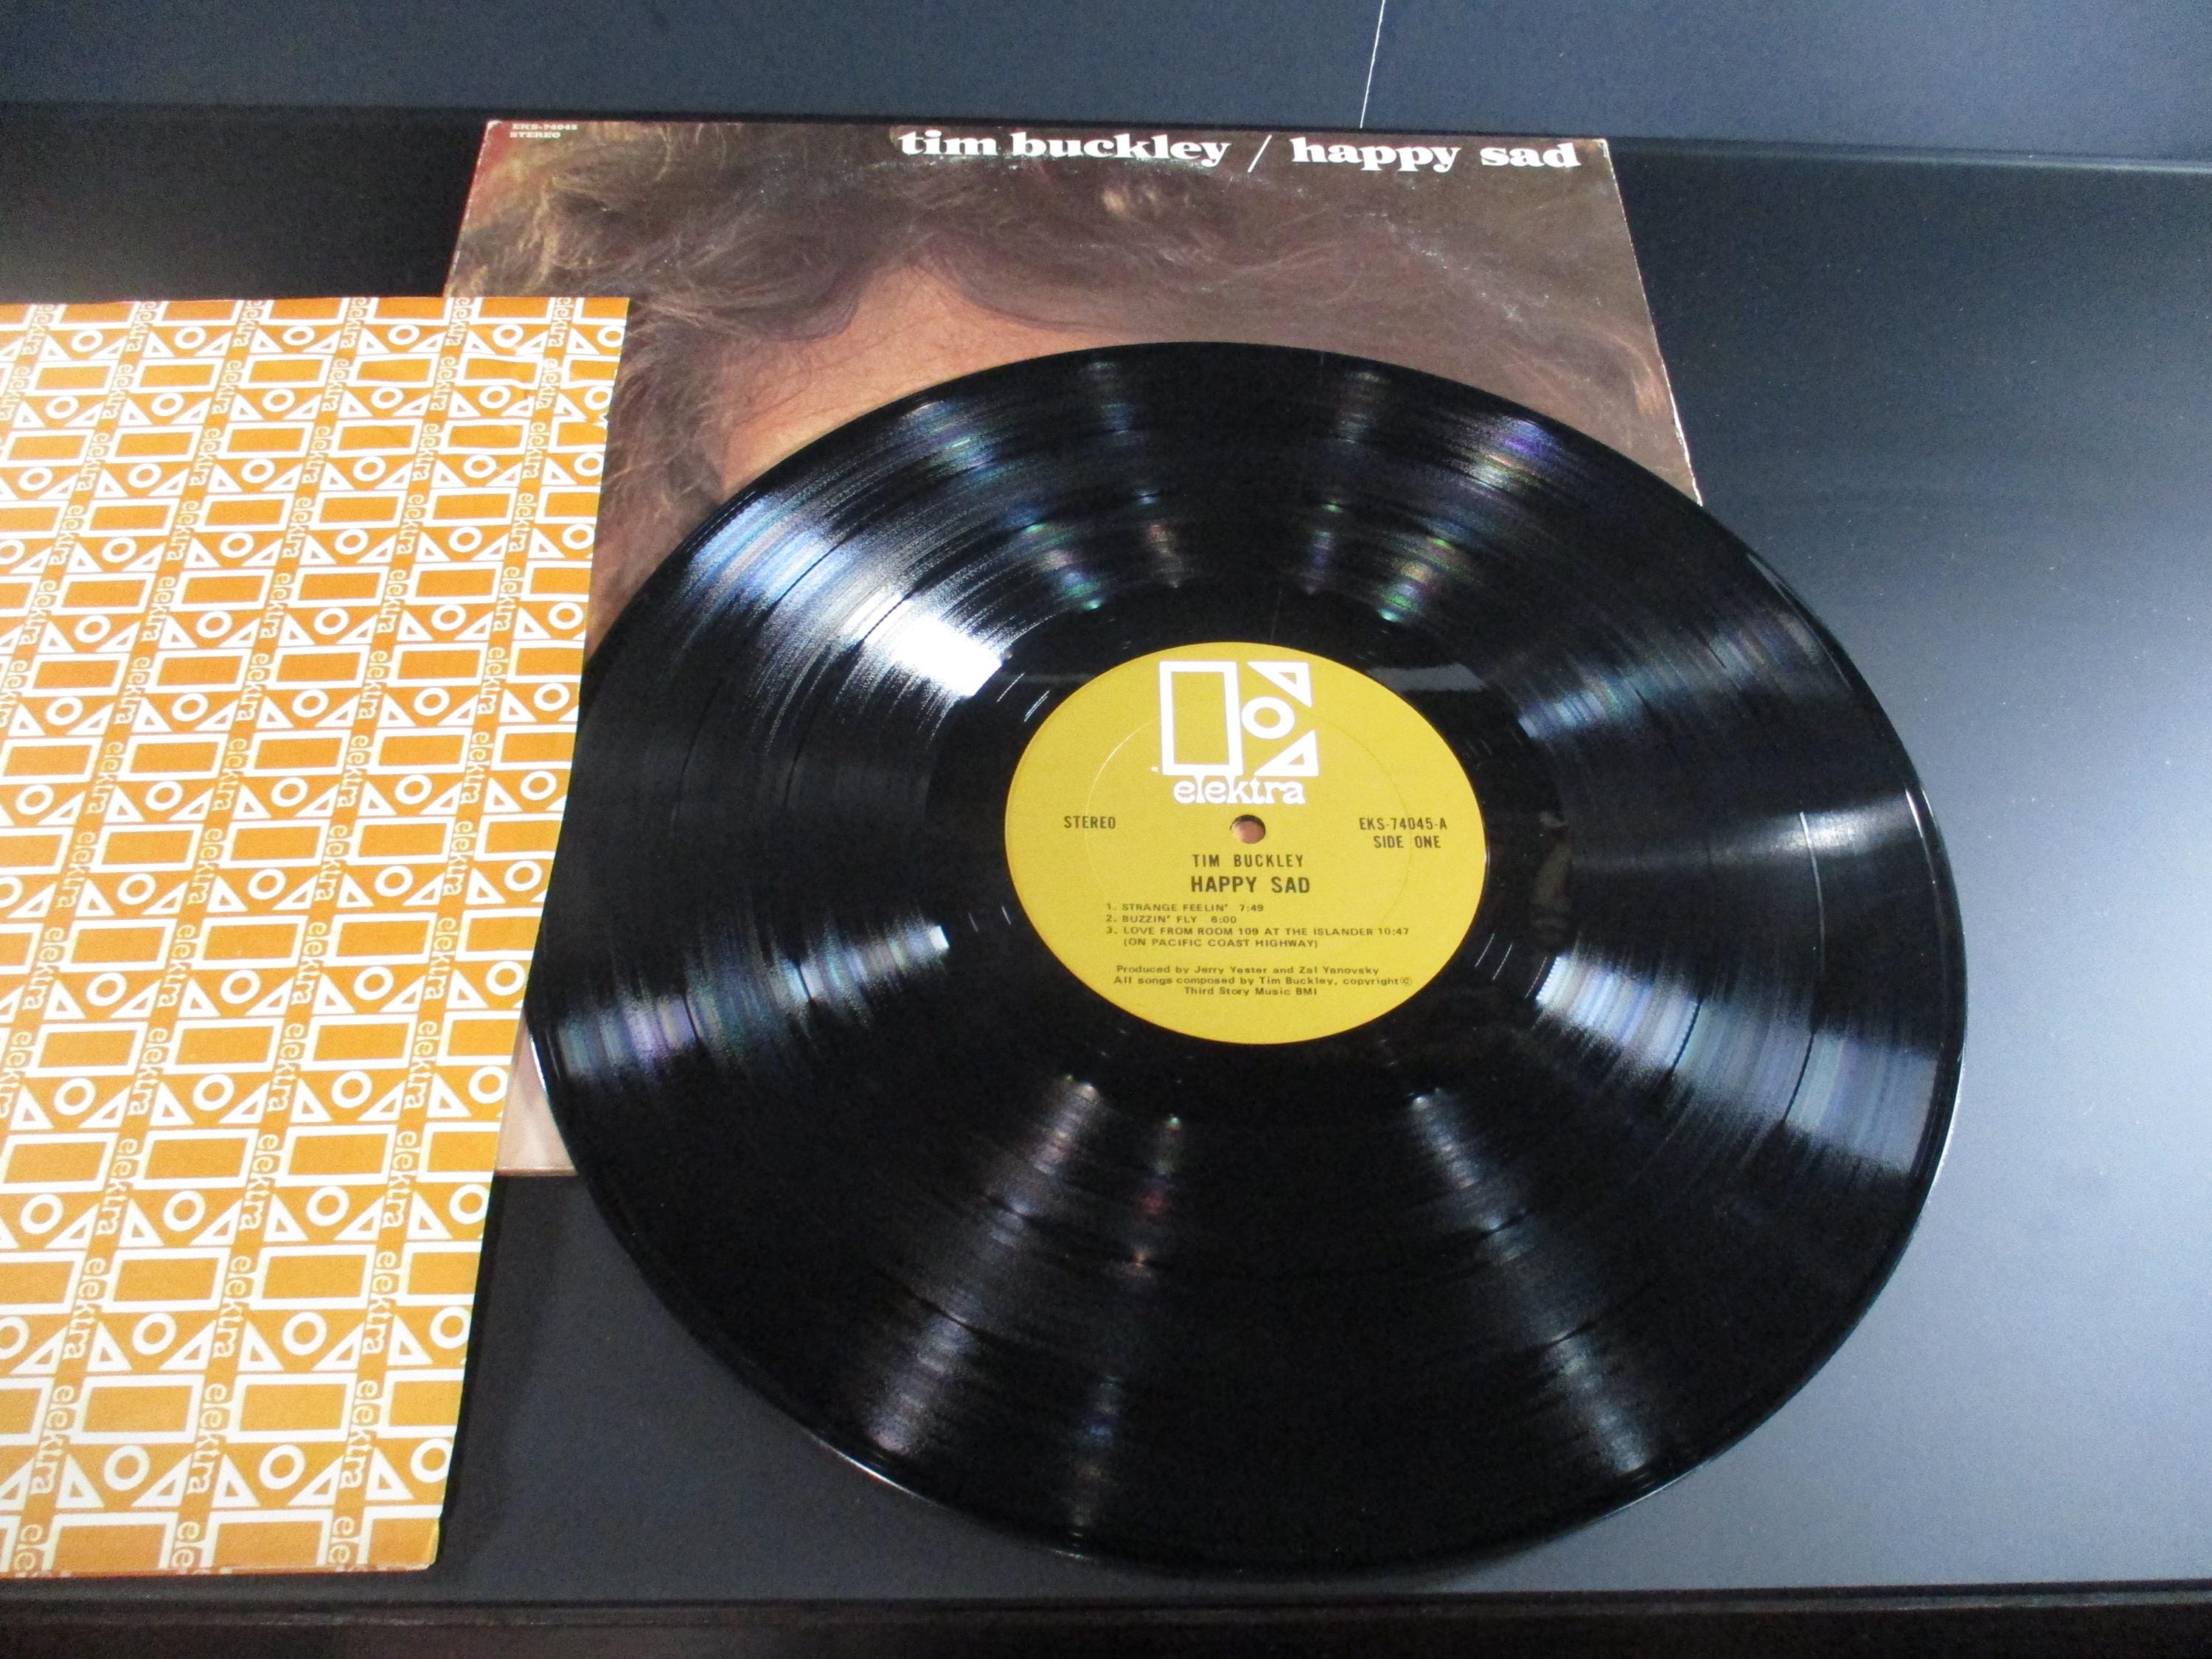 EKS-74045
STEREO
tim buckley / happy sad
elektra
STEREO
EKS-74045-A
SIDE ONE
TIM BUCKLEY
HAPPY SAD
1. STRANGE FEELIN' 7:49
2. BUZZIN' FLY 6:00
3. LOVE FROM ROOM 109 AT THE ISLANDER 10:47
(ON PACIFIC COAST HIGHWAY)
Produced by Jerry Yester and Zal Yanovsky
All songs composed by Tim Buckley, copyright©
Third Story Music BMI
elektra